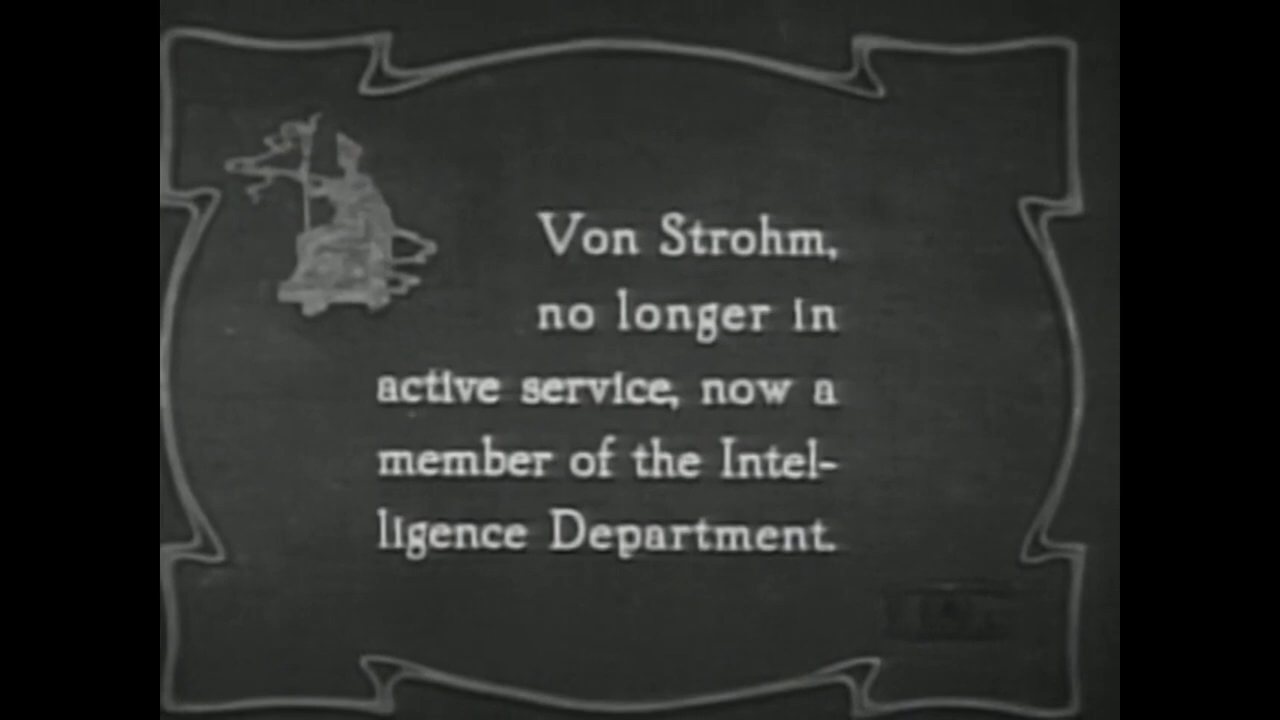 Von Strohm,
no longer in
active service, now a
member of the Intel-
ligence Department.